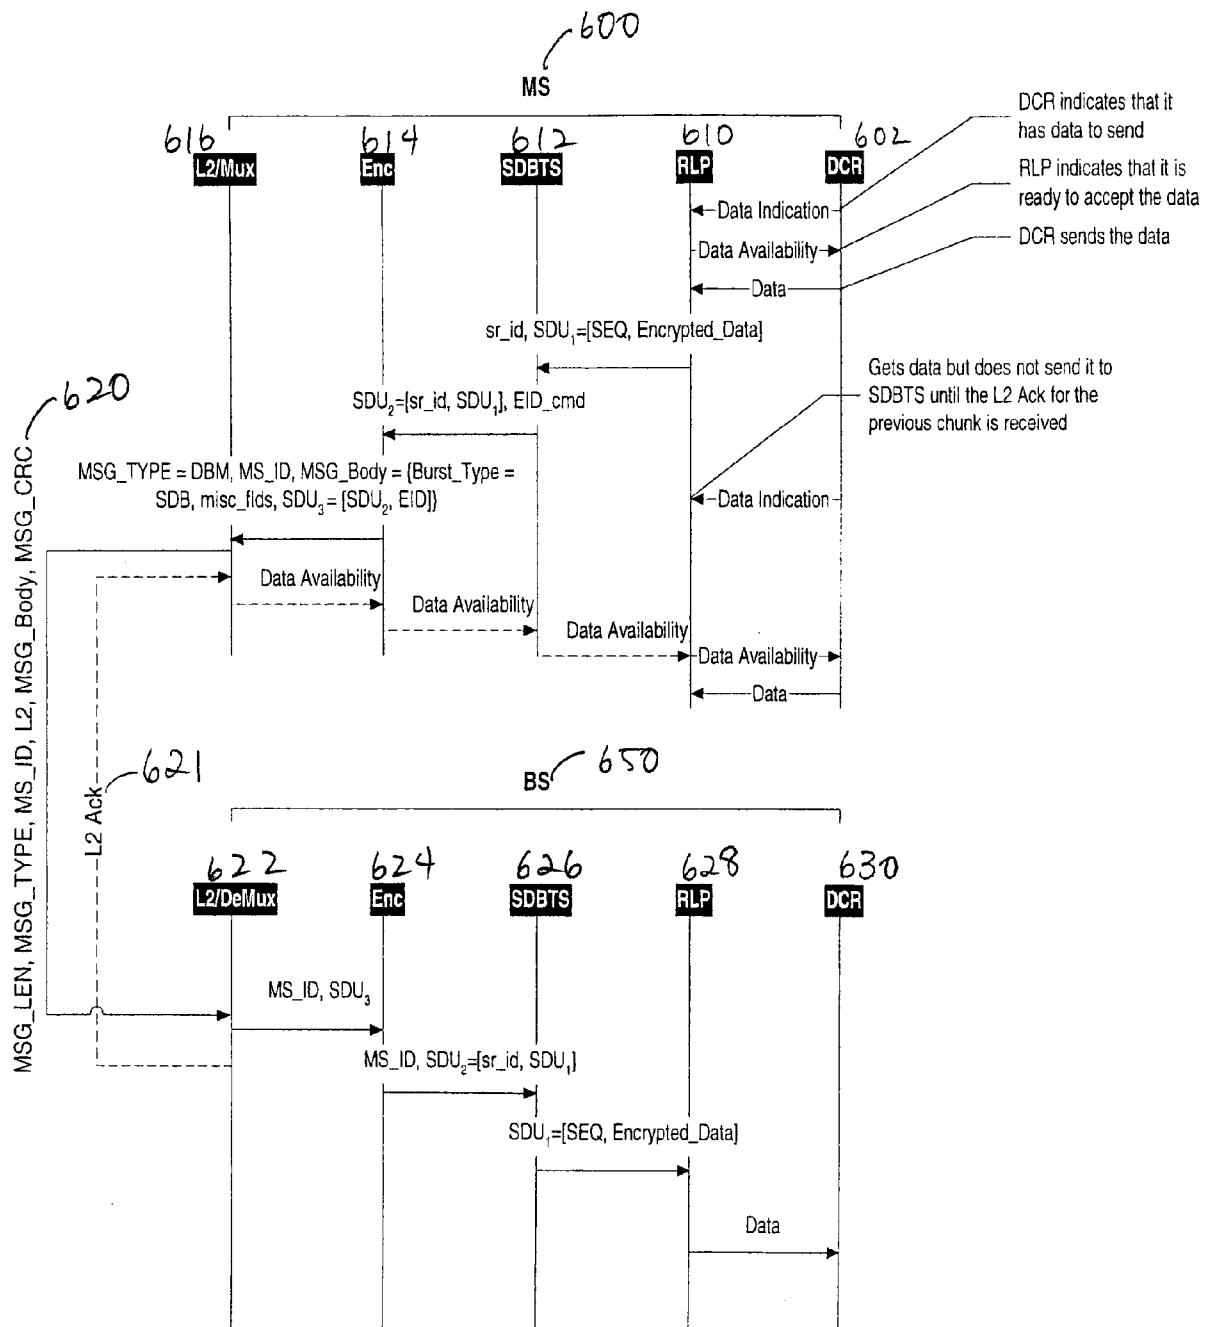 600
MS
616
614
612
610
602
L2/Mux
Enc
SDBTS
RLP
DCR
DCR indicates that it
has data to send
RLP indicates that it is
ready to accept the data
DCR sends the data
Data Indication
Data Availability
Data
sr_id, SDU₁=[SEQ, Encrypted_Data]
Gets data but does not send it to
SDBTS until the L2 Ack for the
previous chunk is received
620
SDU₂=[sr_id, SDU₁], EID_cmd
MSG_TYPE = DBM, MS_ID, MSG_Body = {Burst_Type =
SDB, misc_flds, SDU₃ = [SDU₂, EID]}
Data Indication
Data Availability
Data Availability
Data Availability
Data Availability
Data
MSG_LEN, MSG_TYPE, MS_ID, L2, MSG_Body, MSG_CRC
L2 Ack
621
BS
650
622
624
626
628
630
L2/DeMux
Enc
SDBTS
RLP
DCR
MS_ID, SDU₃
MS_ID, SDU₂=[sr_id, SDU₁]
SDU₁=[SEQ, Encrypted_Data]
Data